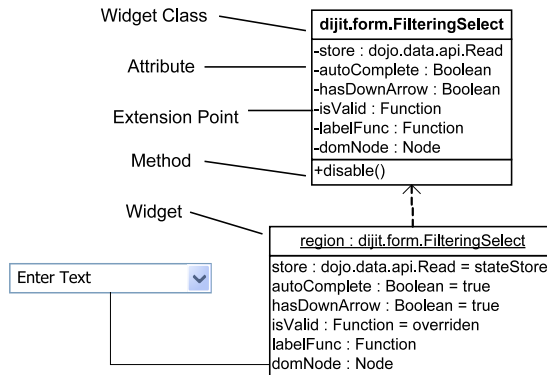 Widget Class
dijit.form.FilteringSelect
-store : dojo.data.api.Read
Attribute
-autoComplete : Boolean
-hasDownArrow : Boolean
Extension Point
-isValid : Function
-labelFunc : Function
-domNode : Node
Method
+disable()
Widget
region : dijit.form.FilteringSelect
Enter Text
store : dojo.data.api.Read = stateStore
autoComplete : Boolean = true
hasDownArrow : Boolean = true
isValid : Function = overriden
labelFunc : Function
domNode : Node